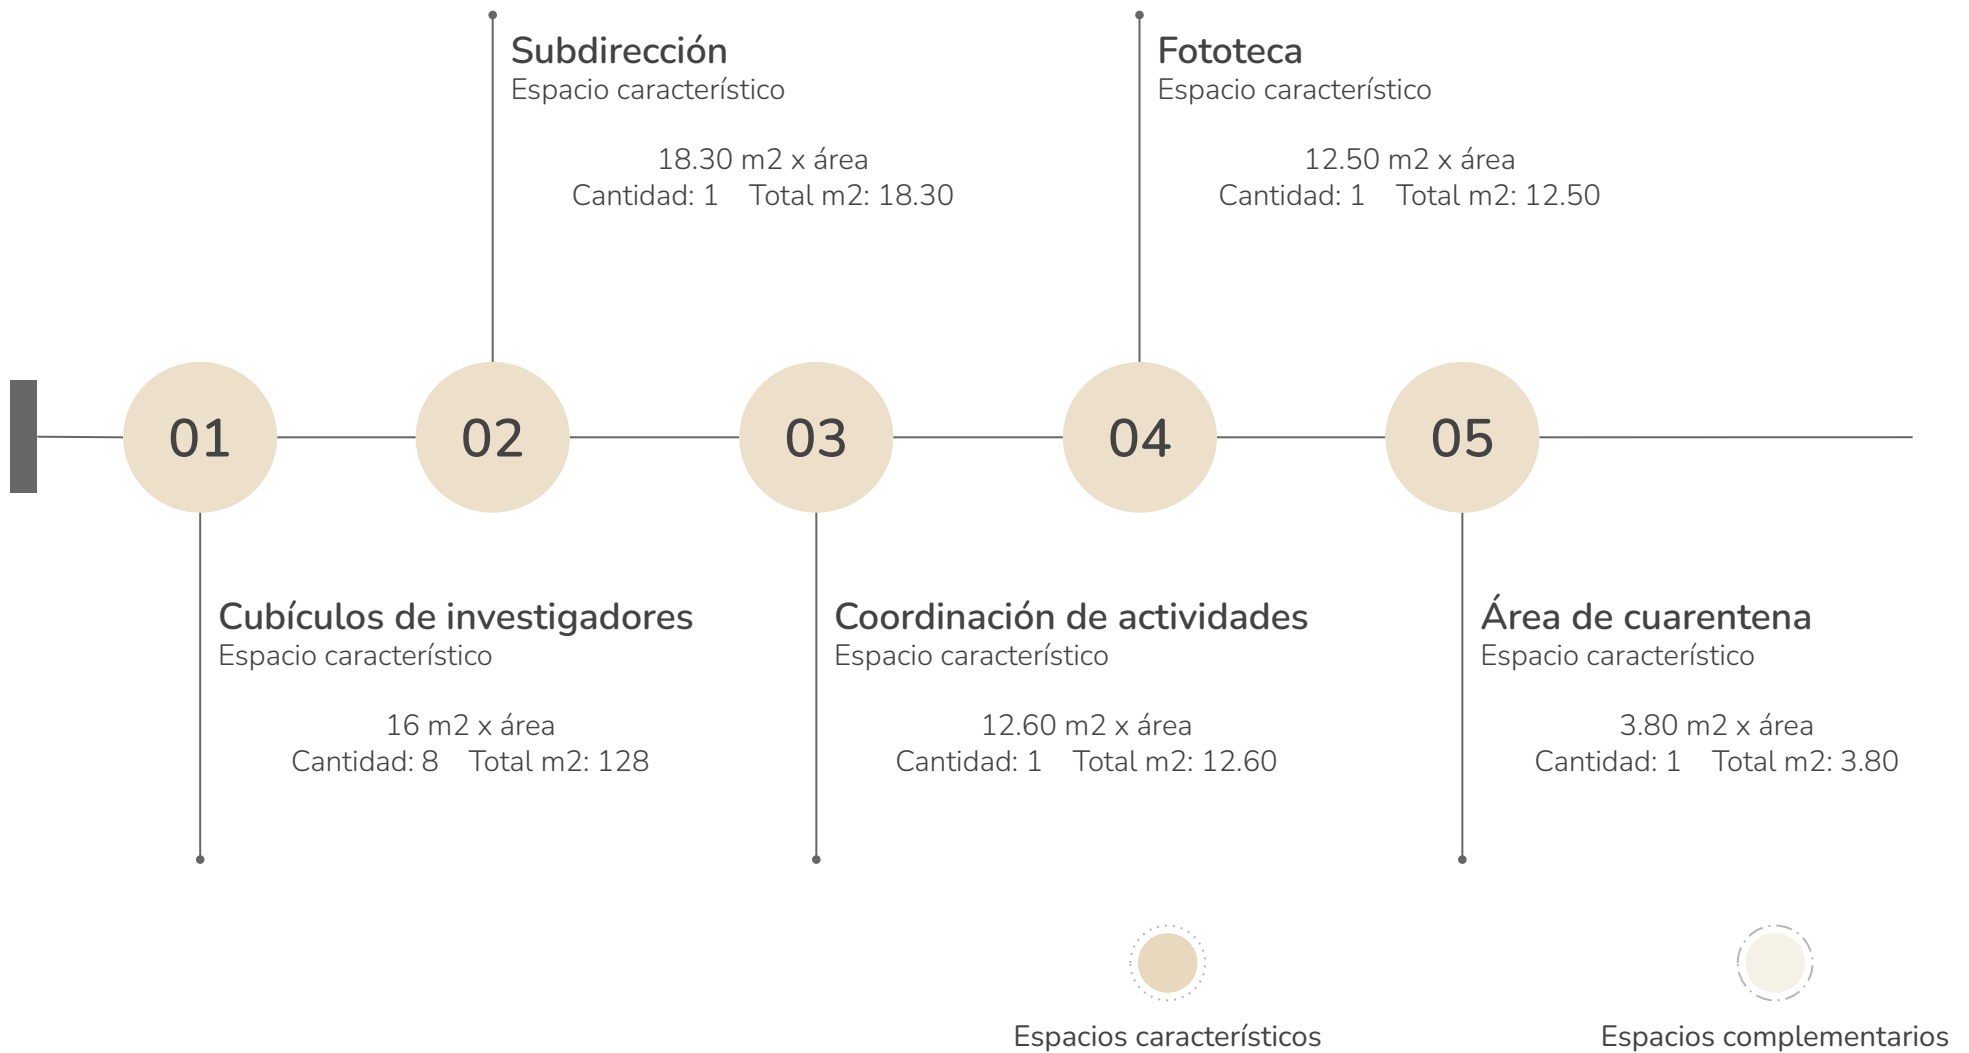 Subdirección
Espacio característico
18.30 m2 x área
Cantidad: 1 Total m2: 18.30
Fototeca
Espacio característico
12.50 m2 x área
Cantidad: 1 Total m2: 12.50
01
02
03
04
05
Cubículos de investigadores
Espacio característico
16 m2 x área
Cantidad: 8 Total m2: 128
Coordinación de actividades
Espacio característico
12.60 m2 x área
Cantidad: 1 Total m2: 12.60
Área de cuarentena
Espacio característico
3.80 m2 x área
Cantidad: 1 Total m2: 3.80
Espacios característicos
Espacios complementarios